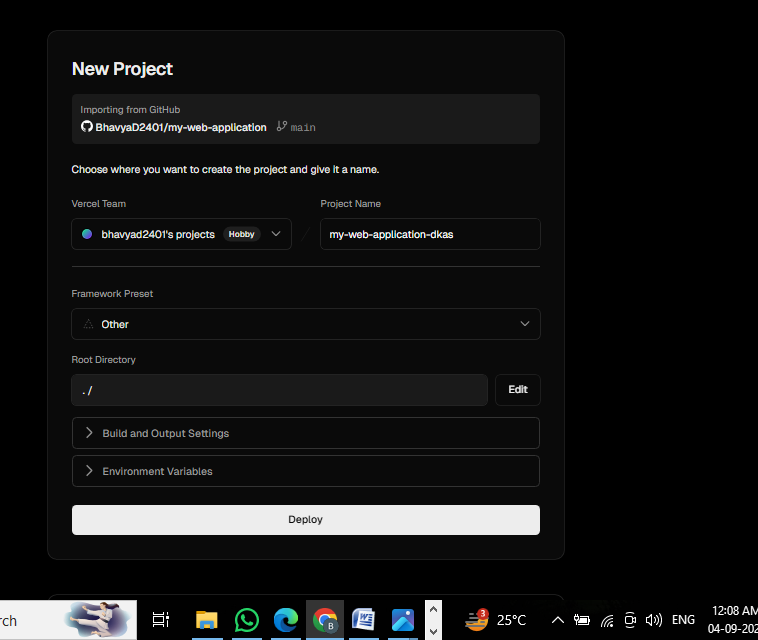 New Project
Importing from GitHub
BhavyaD2401/my-web-application main
Choose where you want to create the project and give it a name.
Vercel Team
Project Name
bhavyad2401's projects Hobby
/
my-web-application-dkas
Framework Preset
Other
Root Directory
./
Edit
Build and Output Settings
Environment Variables
Deploy
rch
W
B
3
25°C
ENG
12:08 AM
04-09-202